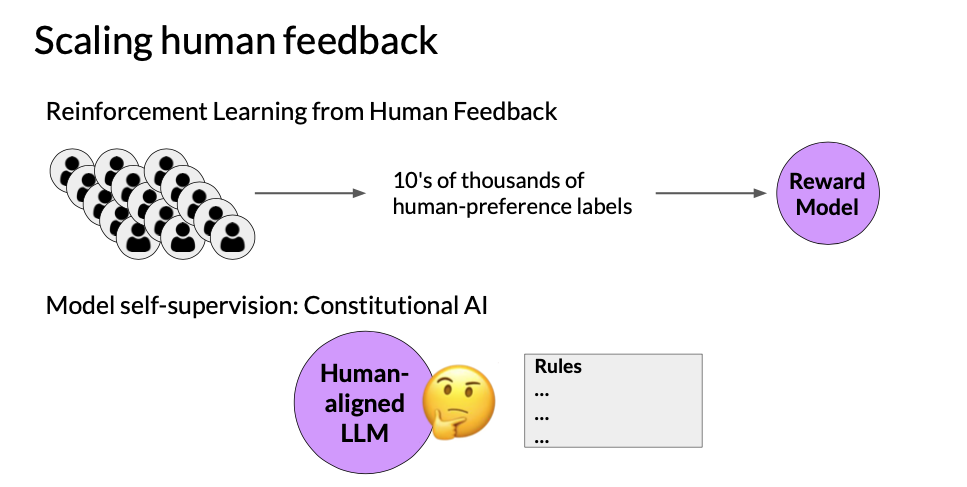 Scaling human feedback
Reinforcement Learning from Human Feedback
10's of thousands of
human-preference labels
Reward
Model
Model self-supervision: Constitutional AI
Human-
aligned
LLM
Rules
...
...
...